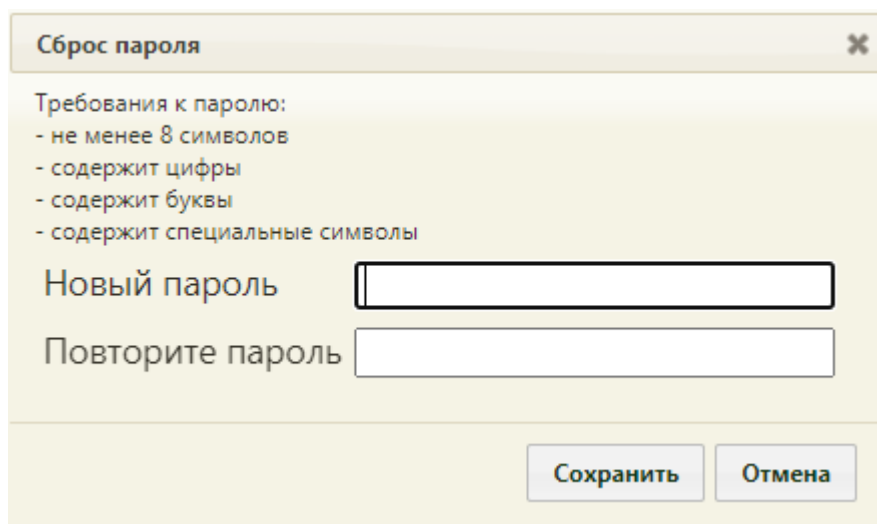 Сброс пароля
Требования к паролю:
- не менее 8 символов
- содержит цифры
- содержит буквы
- содержит специальные символы
Новый пароль
Повторите пароль
Сохранить Отмена